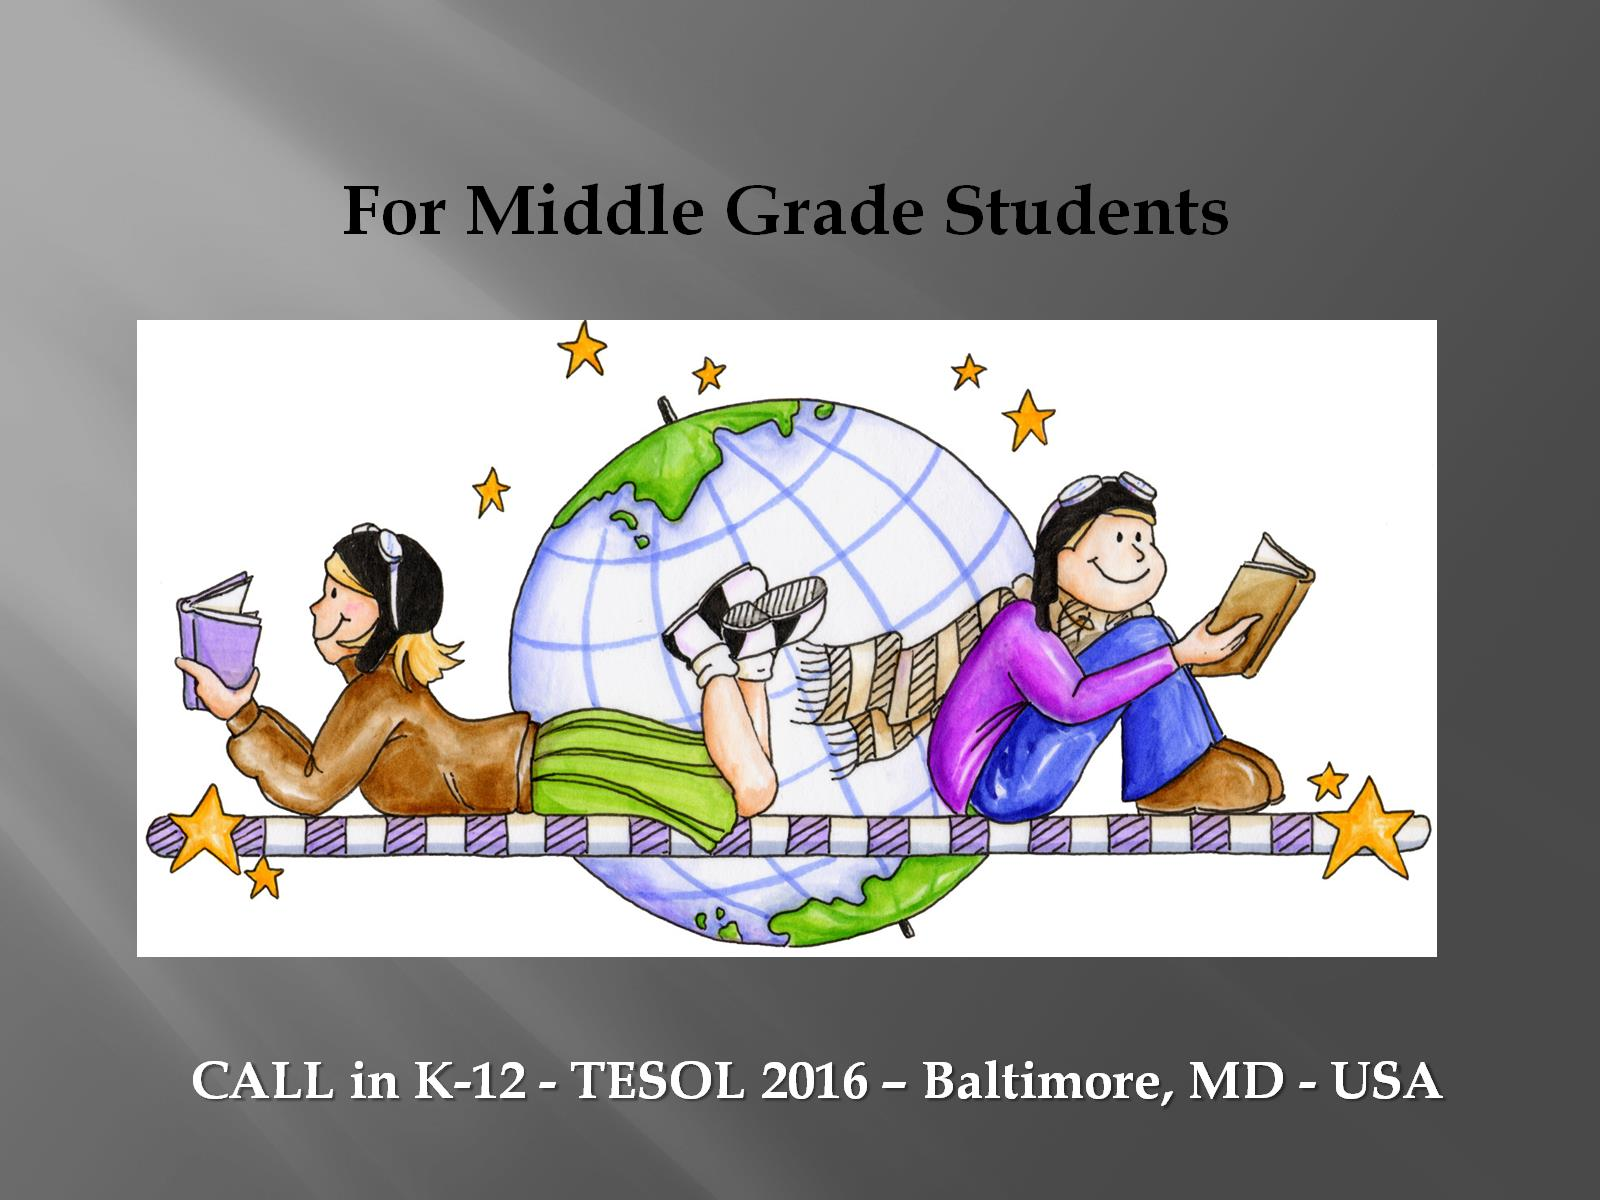 For Middle Grade Students
CALL in K-12 - TESOL 2016 – Baltimore, MD - USA